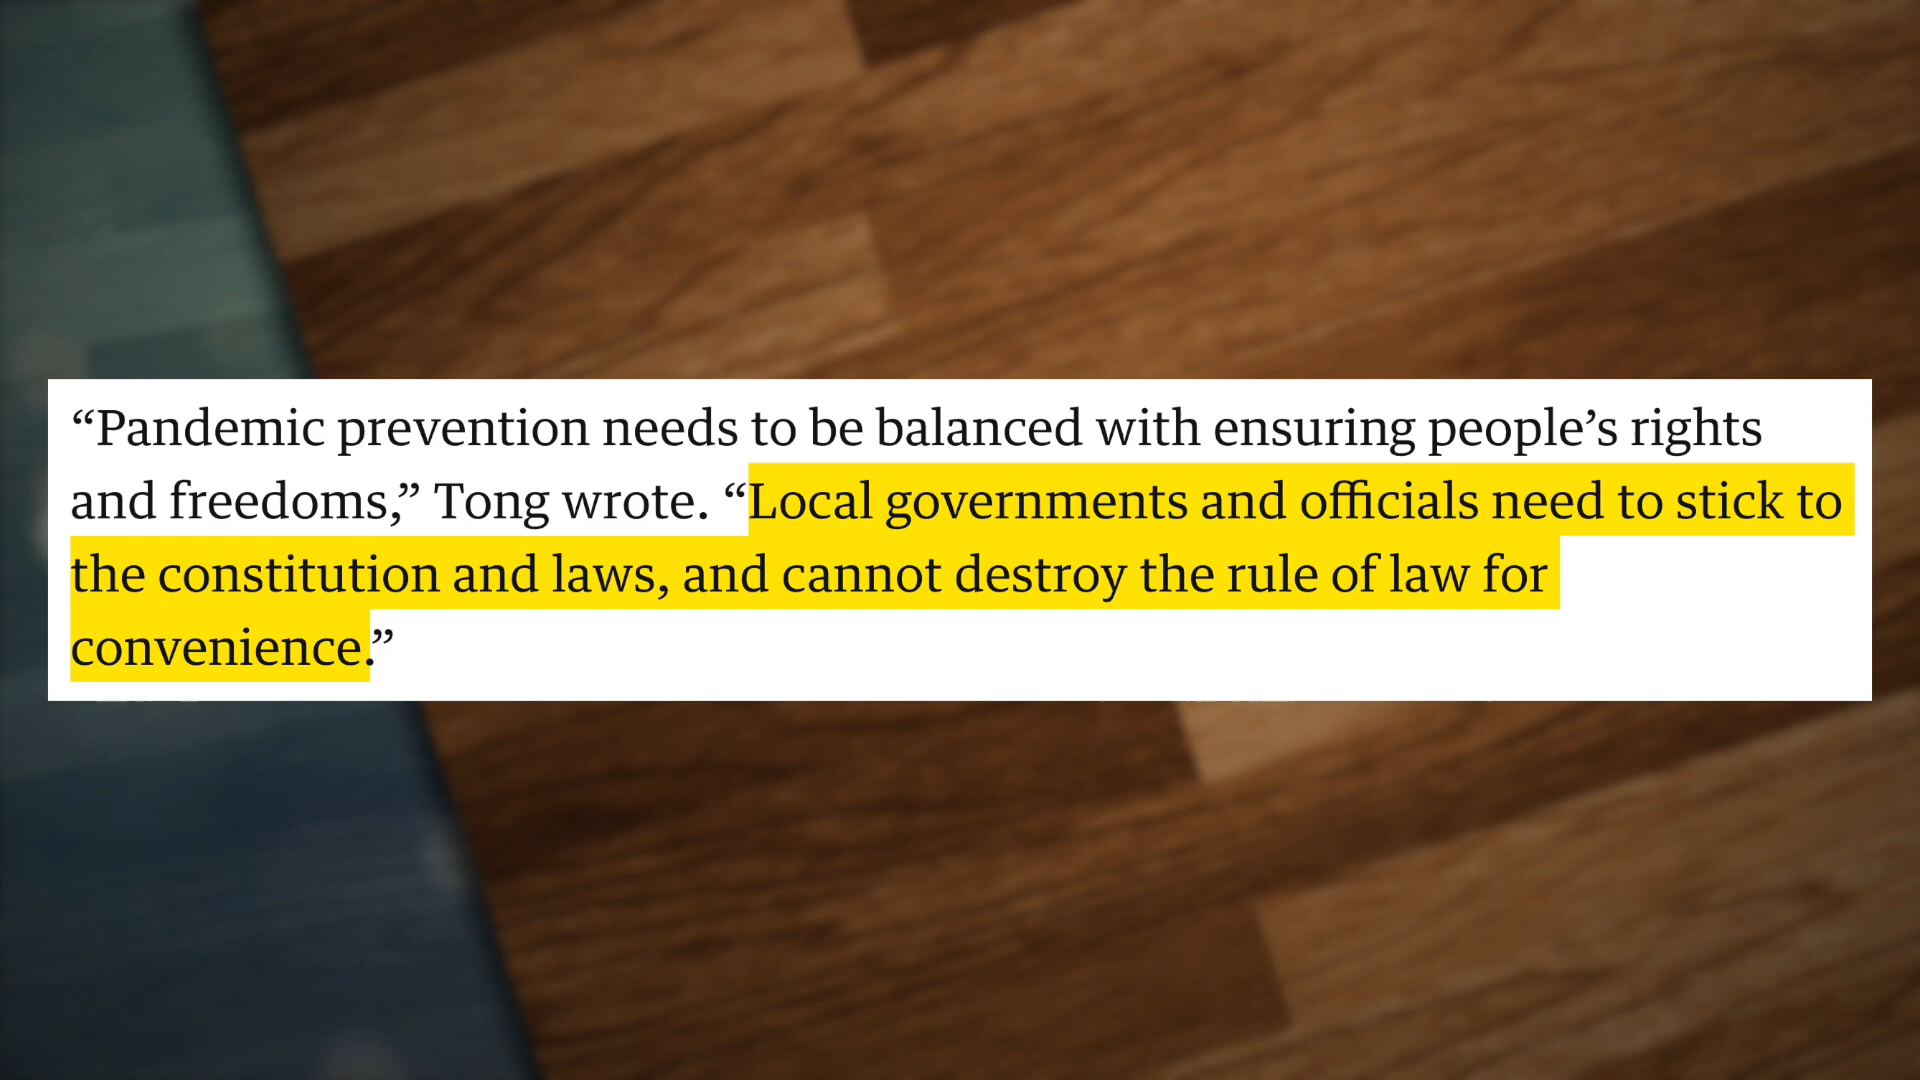 “Pandemic prevention needs to be balanced with ensuring people’s rights
and freedoms,” Tong wrote. “Local governments and officials need to stick to
the constitution and laws, and cannot destroy the rule of law for
convenience.”